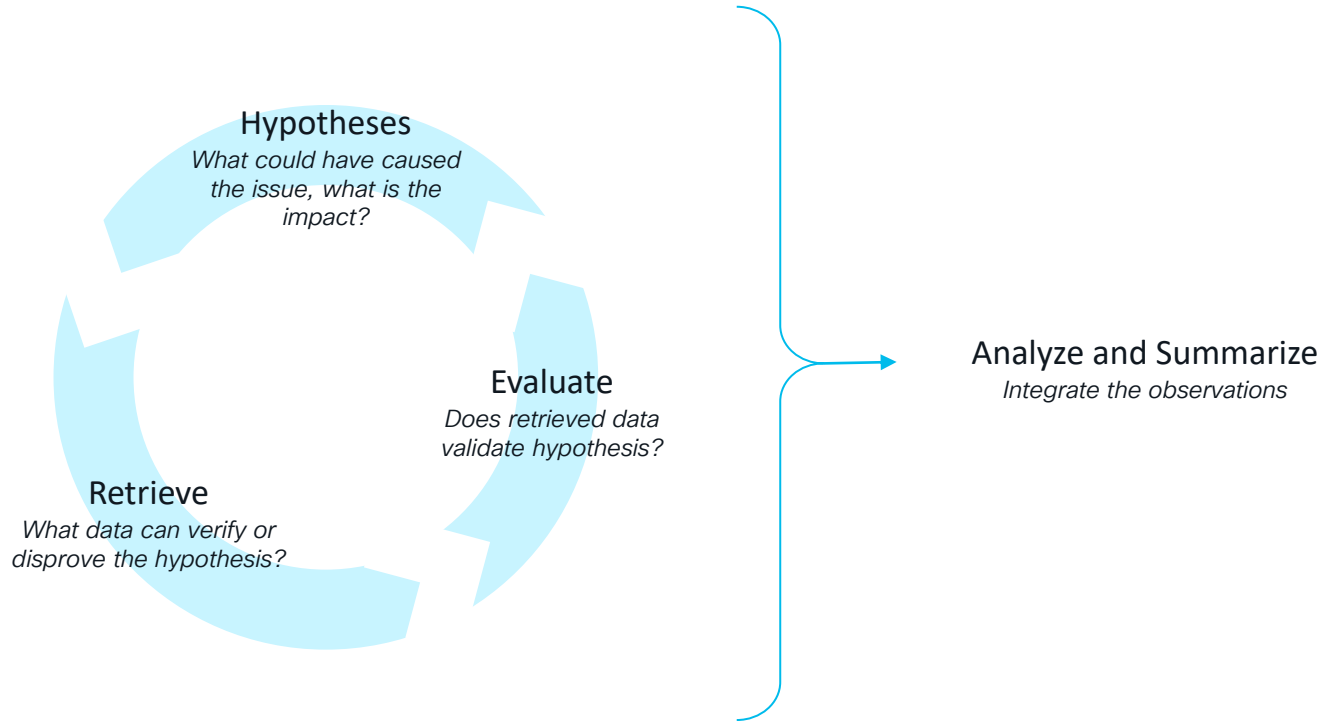 Hypotheses
What could have caused
the issue, what is the
impact?
Evaluate
Does retrieved data
validate hypothesis?
Retrieve
What data can verify or
disprove the hypothesis?
Analyze and Summarize
Integrate the observations